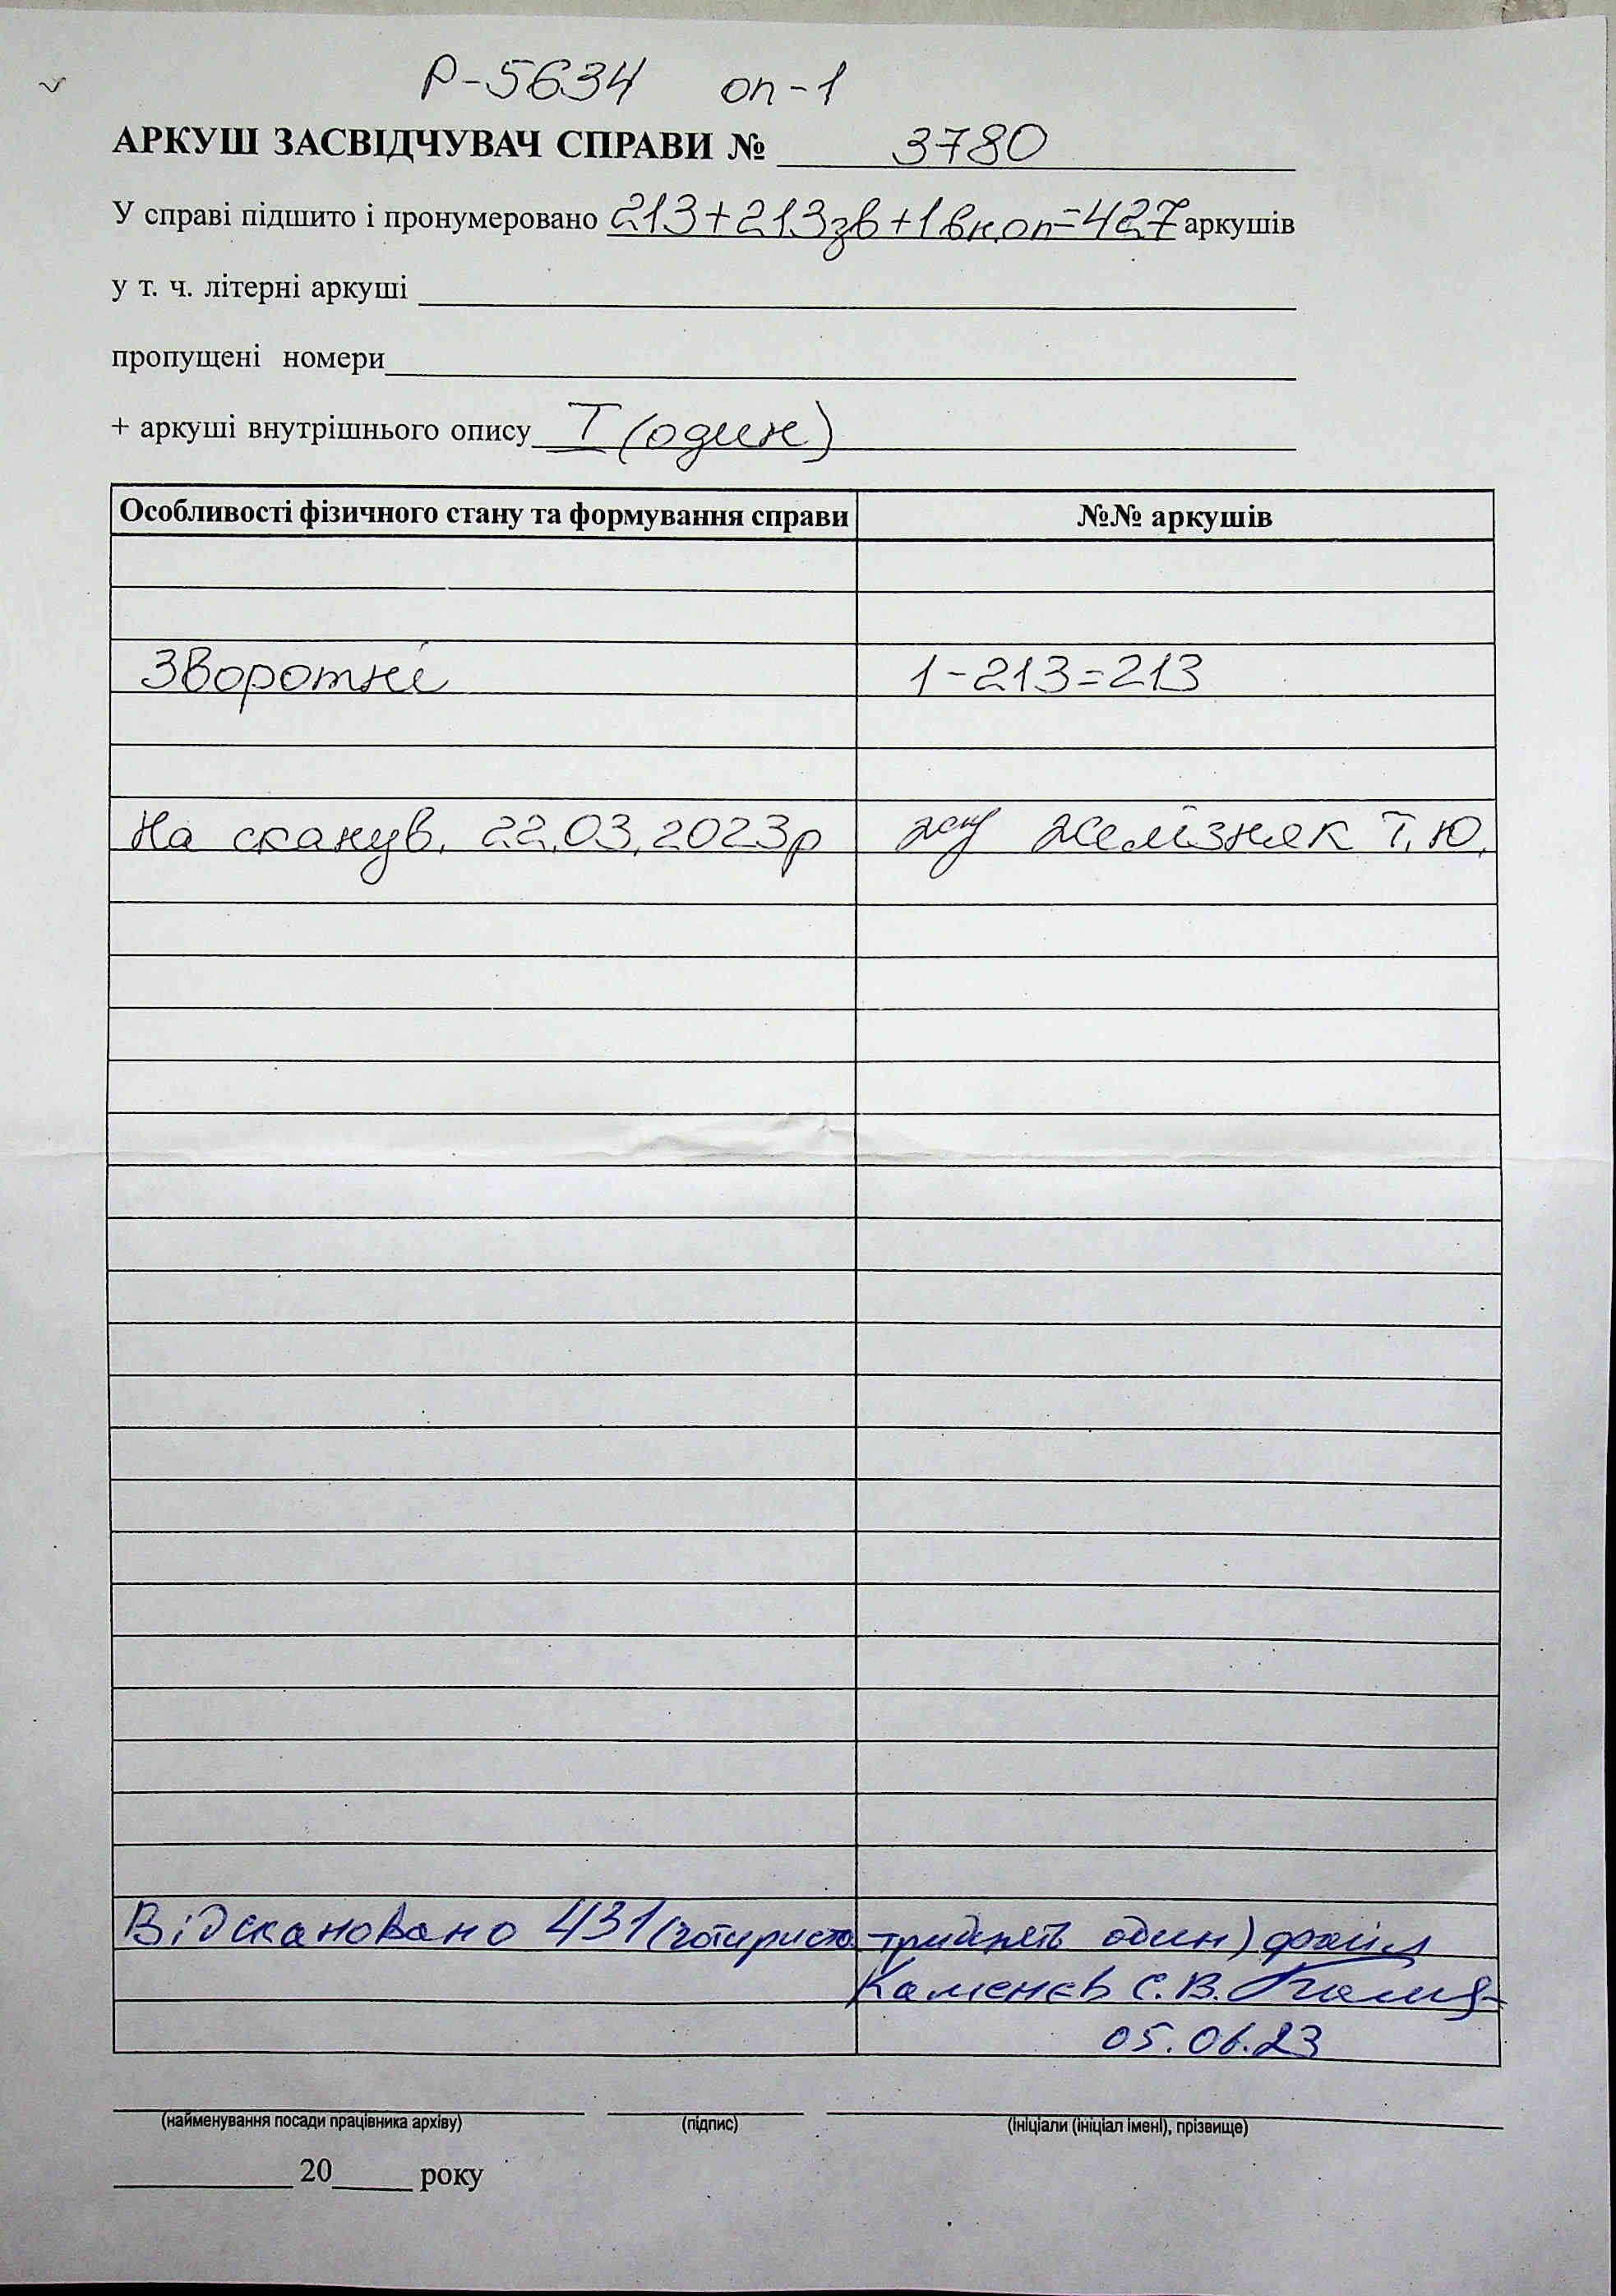 Р-5634 оп-1
АРКУШ ЗАСВІДЧУВАЧ СПРАВИ № 3780
У справі підшито і пронумеровано 213+213зв+1вн.оп=427 аркушів
у т. ч. літерні аркуші
пропущені номери
+ аркуші внутрішнього опису I (один)
Особливості фізичного стану та формування справи №№ аркушів
Зворотні 1-213=213
На сканув. 22.03.2023р Желізняк Т.Ю.
Відскановано 431 (чотириста тридцять один) файл
Каменєв С.В.
05.06.23
(найменування посади працівника архіву) (підпис) (ініціали (ініціал імені), прізвище)
20 року